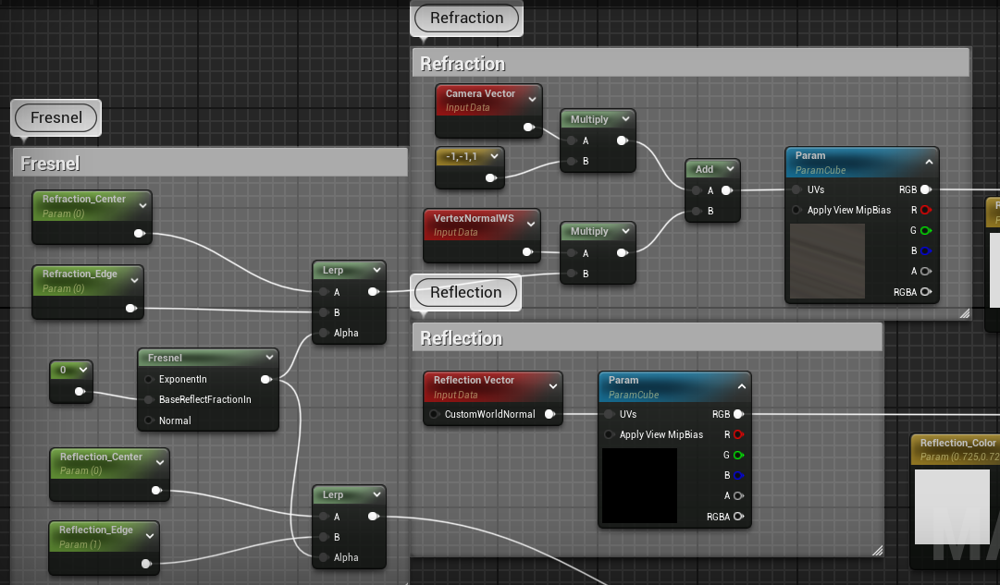 Refraction
Refraction
Camera Vector
Input Data
Multiply
A
B
-1,-1,1
Add
A
B
Param
ParamCube
UVs
RGB
Apply View MipBias
R
G
B
A
RGBA
VertexNormalWS
Input Data
Multiply
A
B
Fresnel
Fresnel
Refraction_Center
Param (0)
Refraction_Edge
Param (0)
Lerp
A
B
Alpha
Fresnel
ExponentIn
BaseReflectFractionIn
Normal
0
Reflection_Center
Param (0)
Reflection_Edge
Param (1)
Lerp
A
B
Alpha
Reflection
Reflection
Reflection Vector
Input Data
CustomWorldNormal
Param
ParamCube
UVs
RGB
Apply View MipBias
R
G
B
A
RGBA
Reflection_Color
Param (0.725,0.72